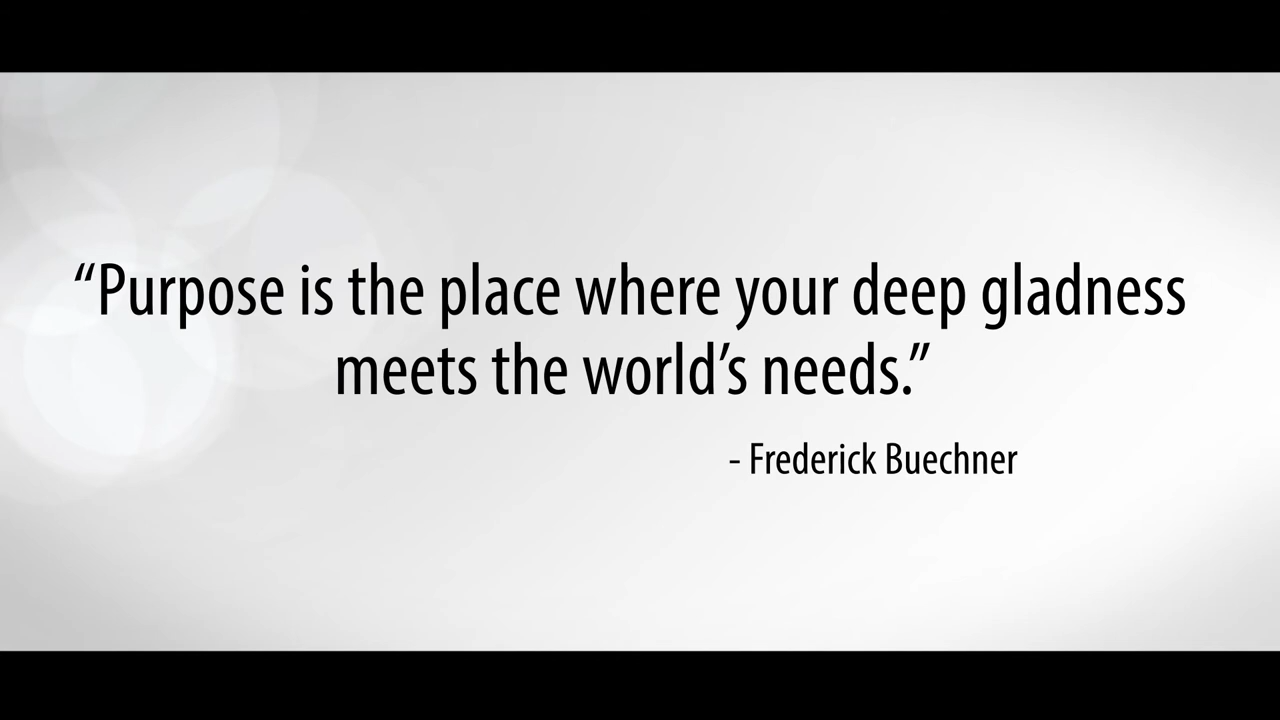 “Purpose is the place where your deep gladness
meets the world’s needs.”
- Frederick Buechner